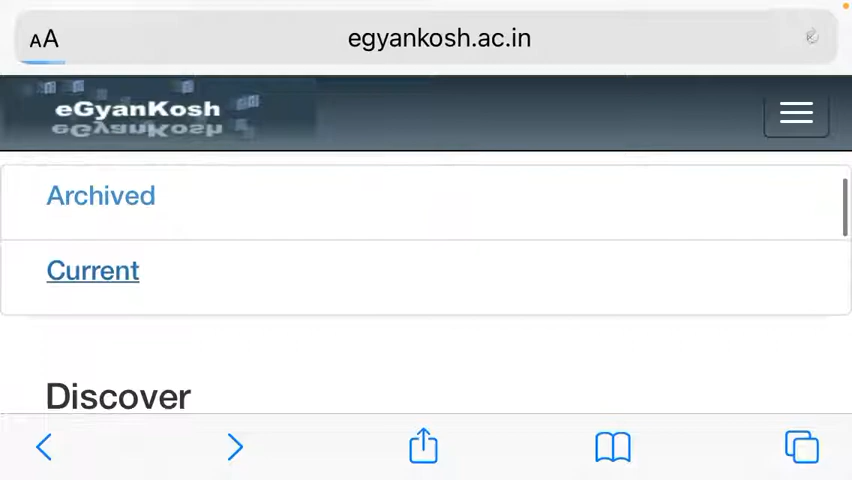 AA
egyankosh.ac.in
eGyanKosh
Archived
Current
Discover